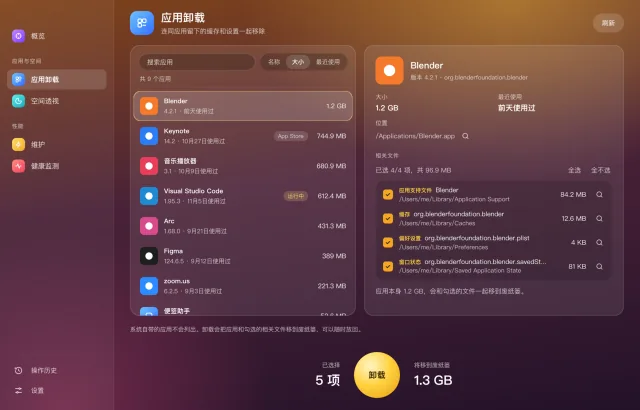 概览
应用与空间
应用卸载
空间透视
性能
维护
健康监测
操作历史
设置
应用卸载
连同应用留下的缓存和设置一起移除
刷新
搜索应用
名称 大小 最近使用
共 9 个应用
Blender
4.2.1 · 前天使用过
1.2 GB
Keynote
14.2 · 10月27日使用过
App Store
744.9 MB
音乐播放器
3.1 · 10月9日使用过
680.9 MB
Visual Studio Code
1.95.3 · 11月5日使用过
运行中
612.4 MB
Arc
1.68.0 · 9月21日使用过
431.3 MB
Figma
124.6.5 · 9月12日使用过
389 MB
zoom.us
6.2.5 · 9月3日使用过
221.3 MB
便签助手
Blender
版本 4.2.1 · org.blenderfoundation.blender
大小
1.2 GB
最近使用
前天使用过
位置
/Applications/Blender.app
相关文件
已选 4/4 项，共 96.9 MB
全选 全不选
应用支持文件 Blender
/Users/me/Library/Application Support
84.2 MB
缓存 org.blenderfoundation.blender
/Users/me/Library/Caches
12.6 MB
偏好设置 org.blenderfoundation.blender.plist
/Users/me/Library/Preferences
4 KB
窗口状态 org.blenderfoundation.blender.savedSt...
/Users/me/Library/Saved Application State
81 KB
应用本身 1.2 GB，会和勾选的文件一起移到废纸篓。
系统自带的应用不会列出。卸载会把应用和勾选的相关文件移到废纸篓，可以随时放回。
已选择
5 项
卸载
将移到废纸篓
1.3 GB